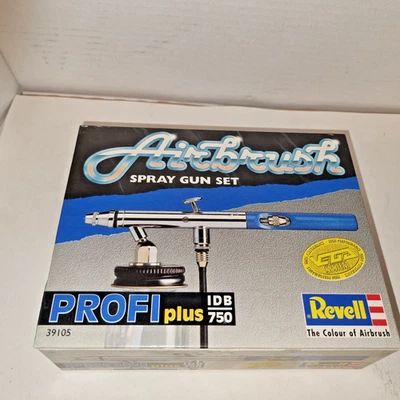 Airbrush
SPRAY GUN SET
PROFI plus IDB 750
39105
Revell
The Colour of Airbrush